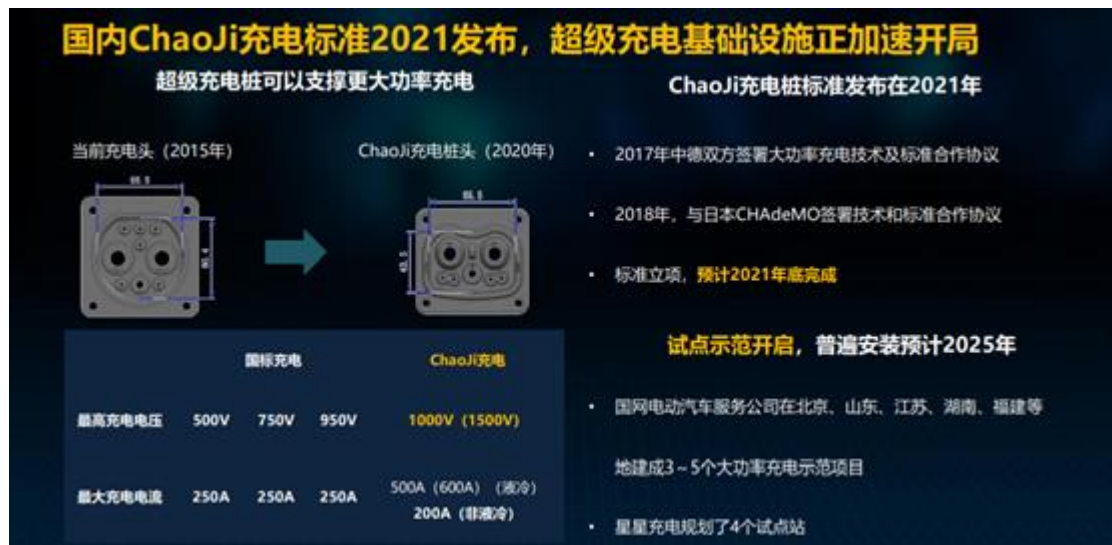 国内ChaoJi充电标准2021发布，超级充电基础设施正加速开局
超级充电桩可以支撑更大功率充电
当前充电头（2015年）
ChaoJi充电桩头（2020年）
国标充电
ChaoJi充电
最高充电电压 500V 750V 950V 1000V（1500V）
最大充电电流 250A 250A 250A 500A（600A）（液冷）
200A（非液冷）
ChaoJi充电桩标准发布在2021年
• 2017年中德双方签署大功率充电技术及标准合作协议
• 2018年，与日本CHAdeMO签署技术和标准合作协议
• 标准立项，预计2021年底完成
试点示范开启，普遍安装预计2025年
• 国网电动汽车服务公司在北京、山东、江苏、湖南、福建等
地建成3~5个大功率充电示范项目
• 星星充电规划了4个试点站